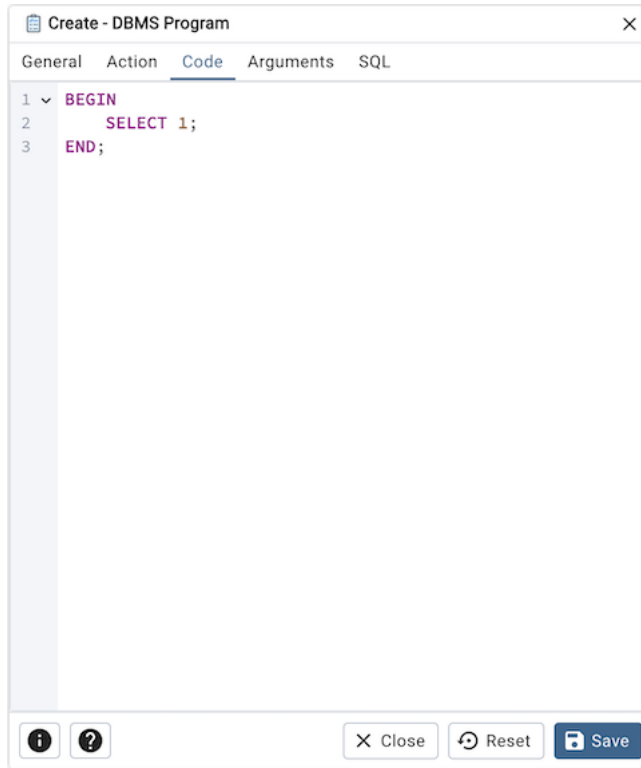 Create - DBMS Program
General Action Code Arguments SQL
1 BEGIN
2     SELECT 1;
3 END;
Close Reset Save